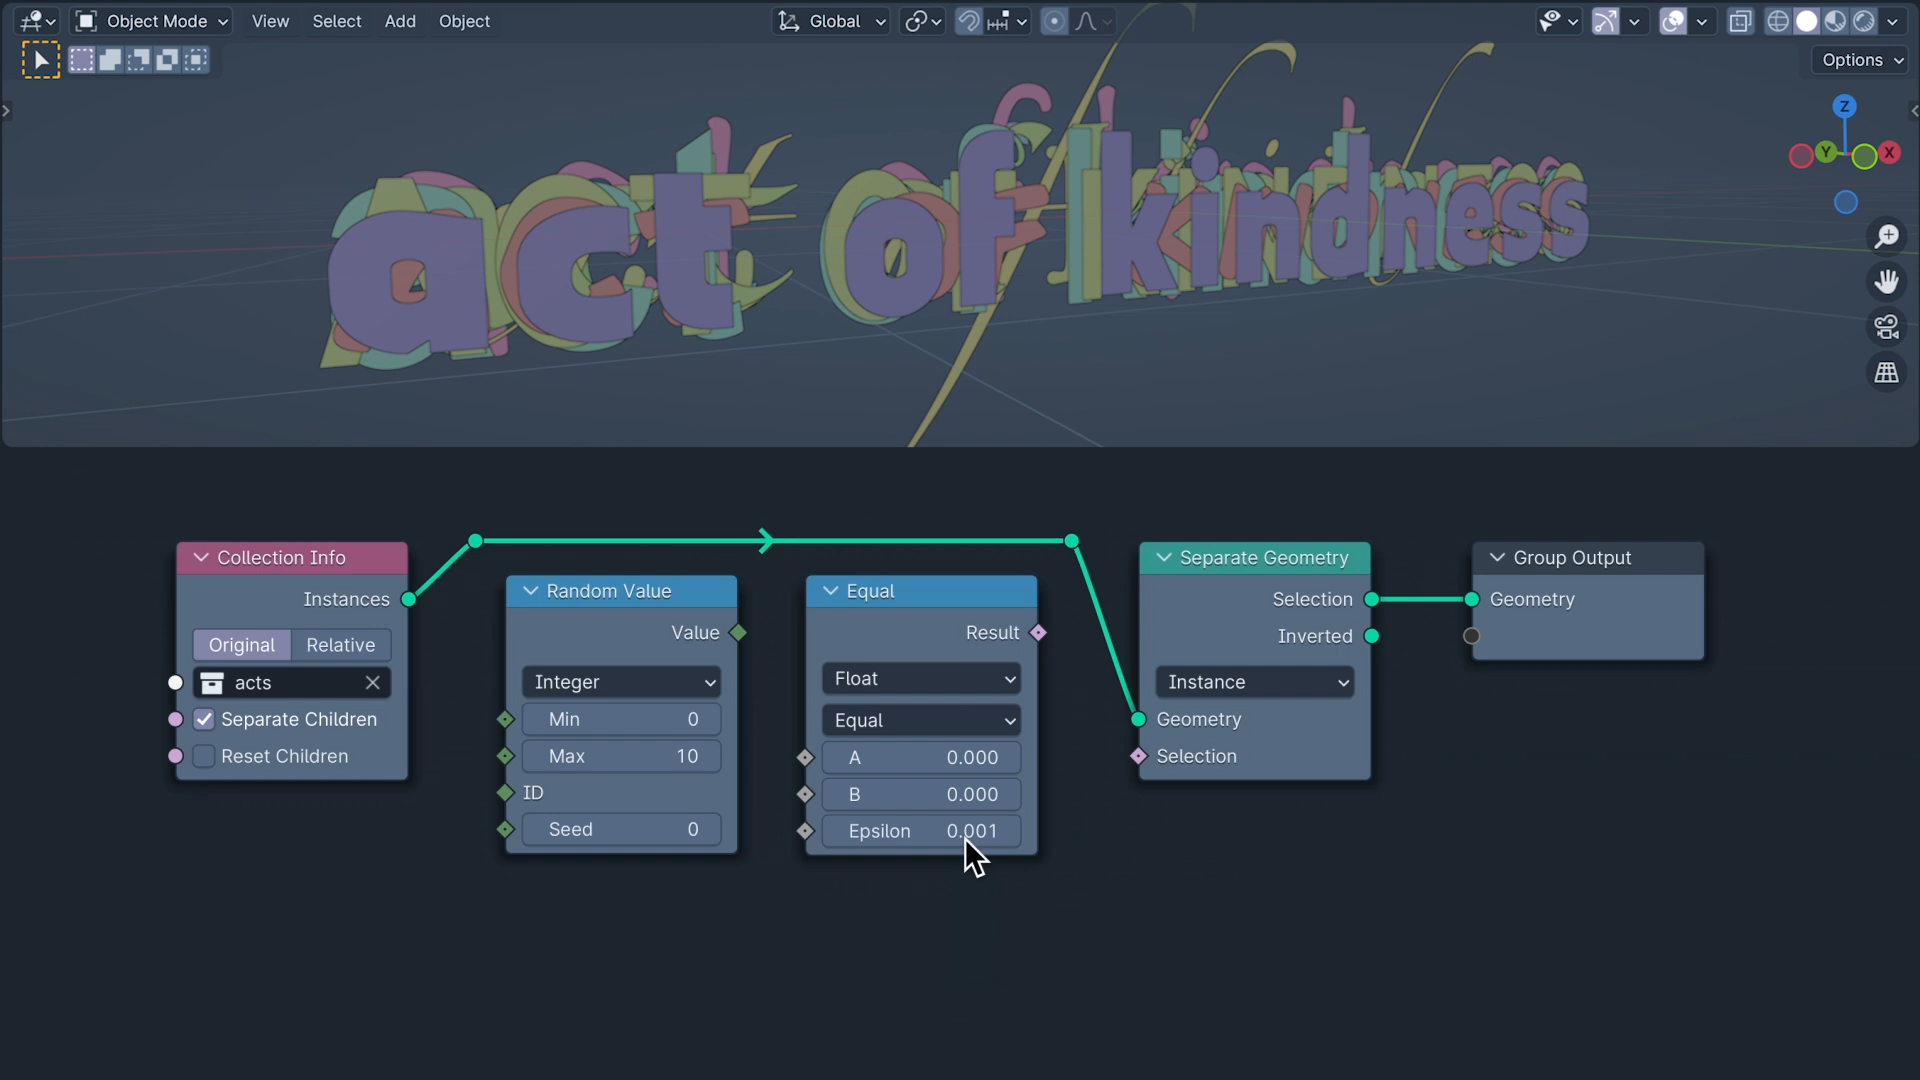 Object Mode
View
Select
Add
Object
Global
Options
Z
Y
X
act of kindness
Collection Info
Instances
Original
Relative
acts
Separate Children
Reset Children
Random Value
Value
Integer
Min 0
Max 10
ID
Seed 0
Equal
Result
Float
Equal
A 0.000
B 0.000
Epsilon 0.001
Separate Geometry
Selection
Inverted
Instance
Geometry
Selection
Group Output
Geometry